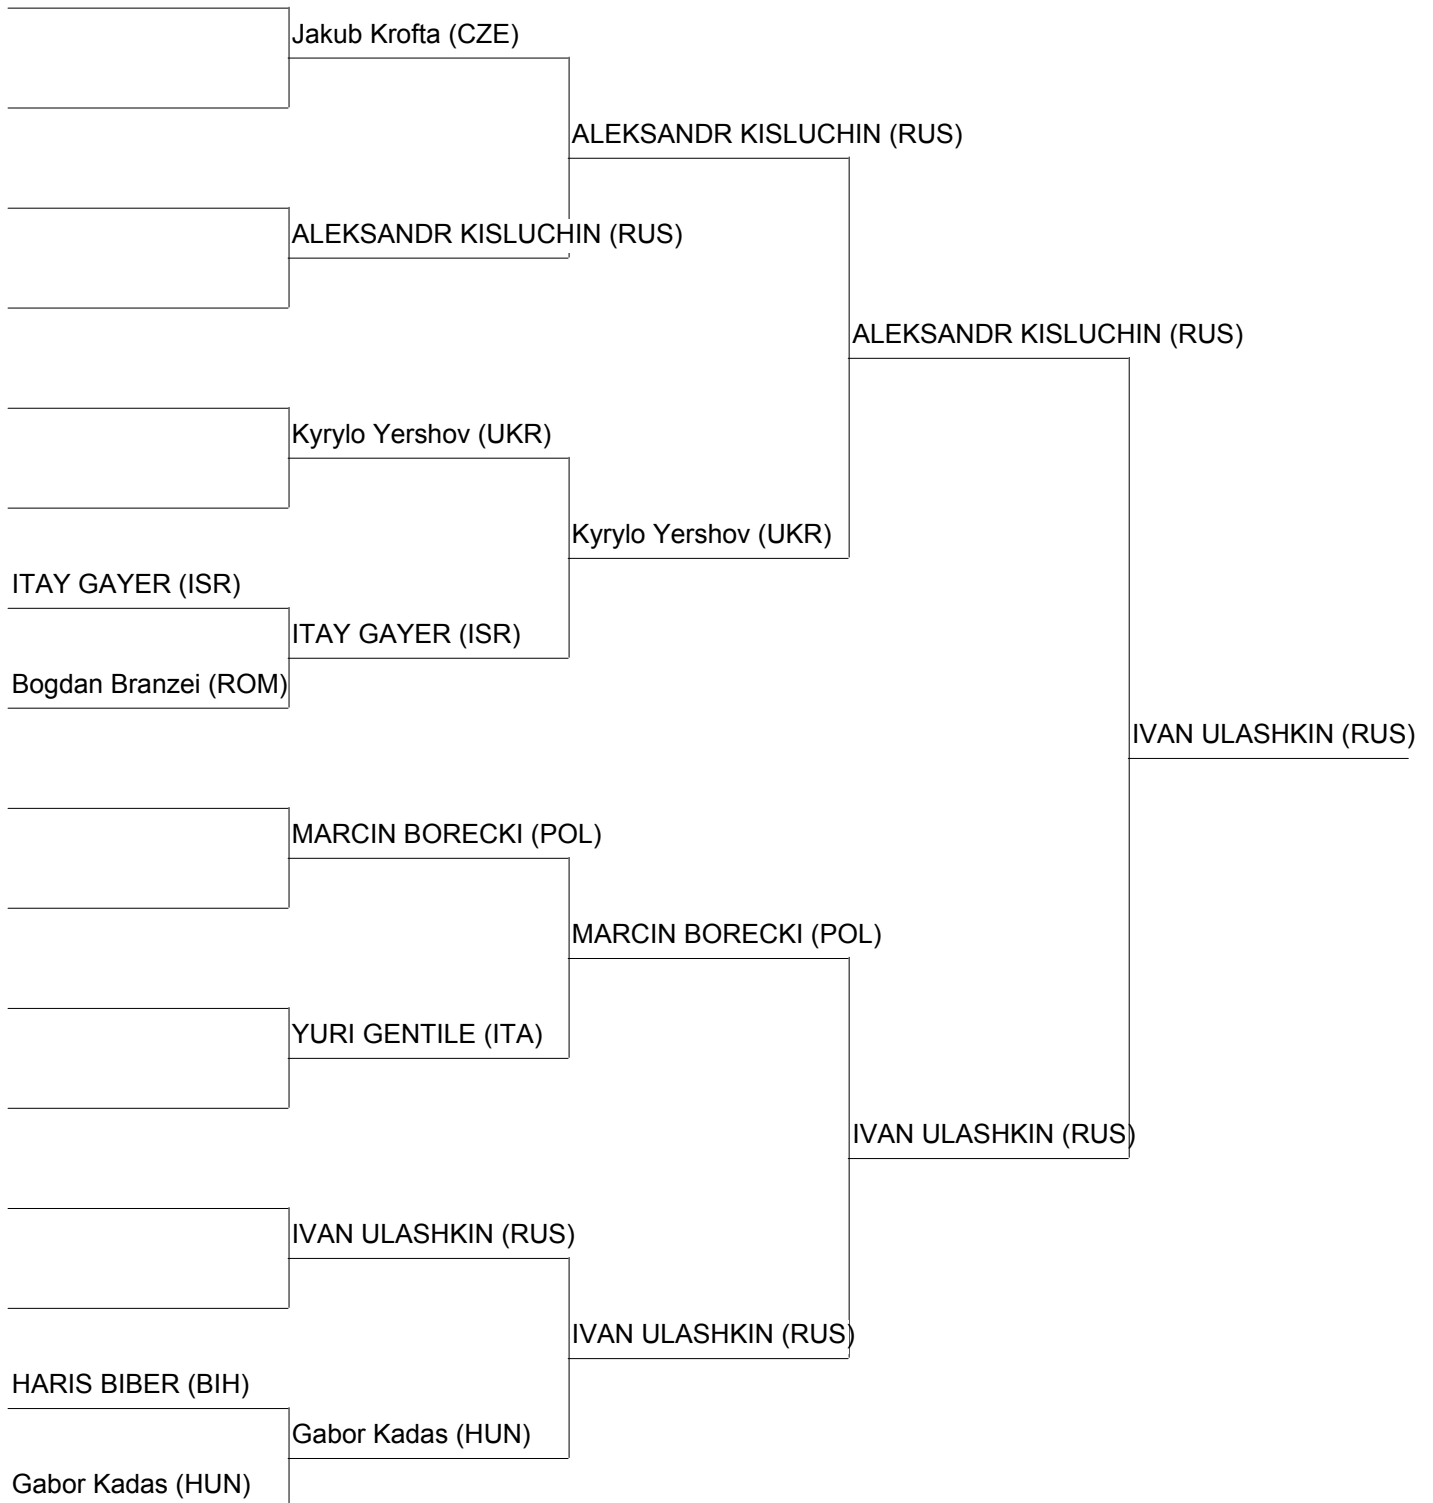 Jakub Krofta (CZE)
ALEKSANDR KISLUCHIN (RUS)
ALEKSANDR KISLUCHIN (RUS)
ALEKSANDR KISLUCHIN (RUS)
Kyrylo Yershov (UKR)
Kyrylo Yershov (UKR)
ITAY GAYER (ISR)
ITAY GAYER (ISR)
Bogdan Branzei (ROM)
IVAN ULASHKIN (RUS)
MARCIN BORECKI (POL)
MARCIN BORECKI (POL)
YURI GENTILE (ITA)
IVAN ULASHKIN (RUS)
IVAN ULASHKIN (RUS)
IVAN ULASHKIN (RUS)
HARIS BIBER (BIH)
Gabor Kadas (HUN)
Gabor Kadas (HUN)